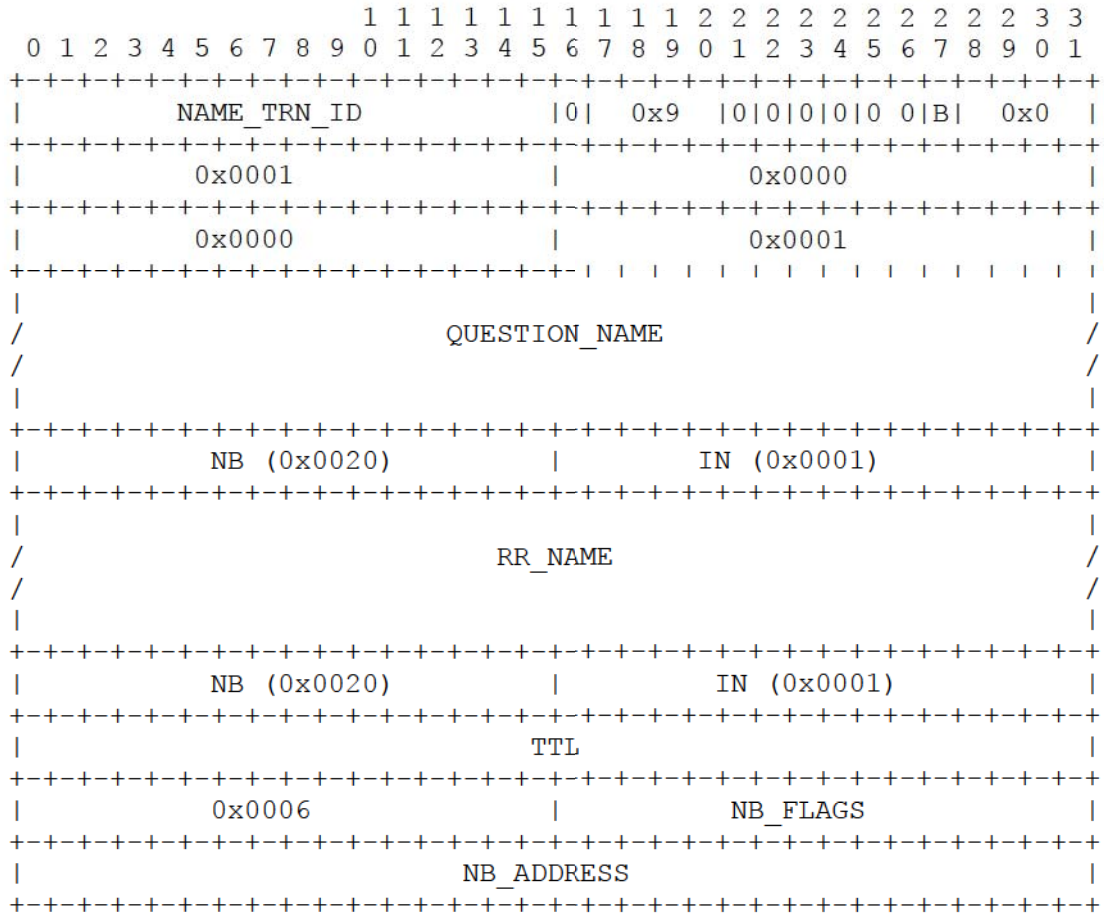 1 1 1 1 1 1 1 1 1 1 2 2 2 2 2 2 2 2 2 2 3 3
 0 1 2 3 4 5 6 7 8 9 0 1 2 3 4 5 6 7 8 9 0 1 2 3 4 5 6 7 8 9 0 1
+-+-+-+-+-+-+-+-+-+-+-+-+-+-+-+-+-+-+-+-+-+-+-+-+-+-+-+-+-+-+-+-+
|         NAME_TRN_ID           |0|  0x9  |0|0|0|0|0 0|B|  0x0  |
+-+-+-+-+-+-+-+-+-+-+-+-+-+-+-+-+-+-+-+-+-+-+-+-+-+-+-+-+-+-+-+-+
|          0x0001               |           0x0000              |
+-+-+-+-+-+-+-+-+-+-+-+-+-+-+-+-+-+-+-+-+-+-+-+-+-+-+-+-+-+-+-+-+
|          0x0000               |           0x0001              |
+-+-+-+-+-+-+-+-+-+-+-+-+-+-+-+-+- | | | | | | | | | | | | | | | |
|                                                               |
/                         QUESTION_NAME                         /
/                                                               /
|                                                               |
+-+-+-+-+-+-+-+-+-+-+-+-+-+-+-+-+-+-+-+-+-+-+-+-+-+-+-+-+-+-+-+-+
|           NB (0x0020)         |        IN (0x0001)            |
+-+-+-+-+-+-+-+-+-+-+-+-+-+-+-+-+-+-+-+-+-+-+-+-+-+-+-+-+-+-+-+-+
|                                                               |
/                            RR_NAME                            /
/                                                               /
|                                                               |
+-+-+-+-+-+-+-+-+-+-+-+-+-+-+-+-+-+-+-+-+-+-+-+-+-+-+-+-+-+-+-+-+
|           NB (0x0020)         |         IN (0x0001)           |
+-+-+-+-+-+-+-+-+-+-+-+-+-+-+-+-+-+-+-+-+-+-+-+-+-+-+-+-+-+-+-+-+
|                              TTL                              |
+-+-+-+-+-+-+-+-+-+-+-+-+-+-+-+-+-+-+-+-+-+-+-+-+-+-+-+-+-+-+-+-+
|           0x0006              |          NB_FLAGS             |
+-+-+-+-+-+-+-+-+-+-+-+-+-+-+-+-+-+-+-+-+-+-+-+-+-+-+-+-+-+-+-+-+
|                          NB_ADDRESS                           |
+-+-+-+-+-+-+-+-+-+-+-+-+-+-+-+-+-+-+-+-+-+-+-+-+-+-+-+-+-+-+-+-+